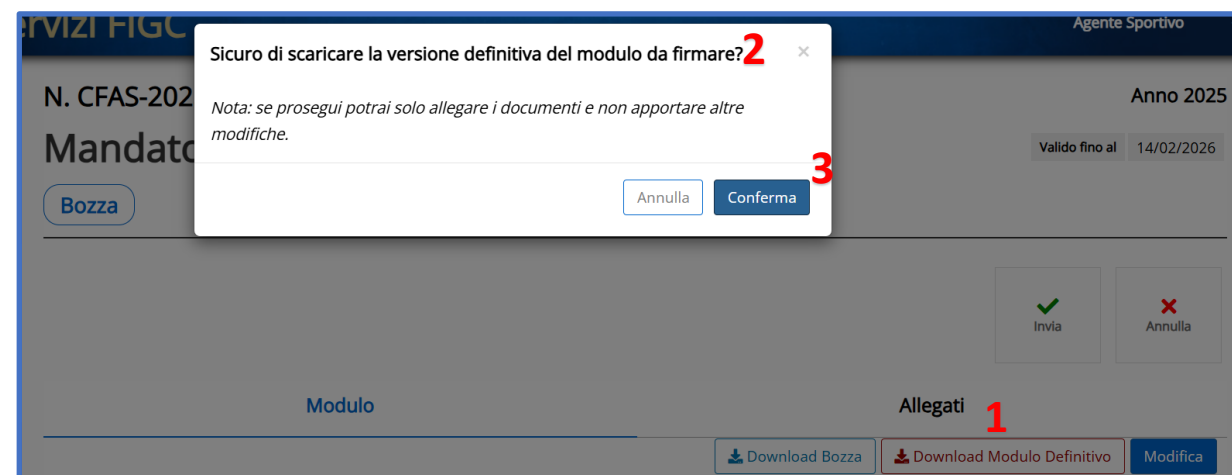 ervizi FIGC
Agente Sportivo
Sicuro di scaricare la versione definitiva del modulo da firmare? 2 ×
Nota: se prosegui potrai solo allegare i documenti e non apportare altre
modifiche.
3
Annulla Conferma
N. CFAS-202
Anno 2025
Mandato
Valido fino al 14/02/2026
Bozza
Invia Annulla
Modulo Allegati 1
Download Bozza Download Modulo Definitivo Modifica